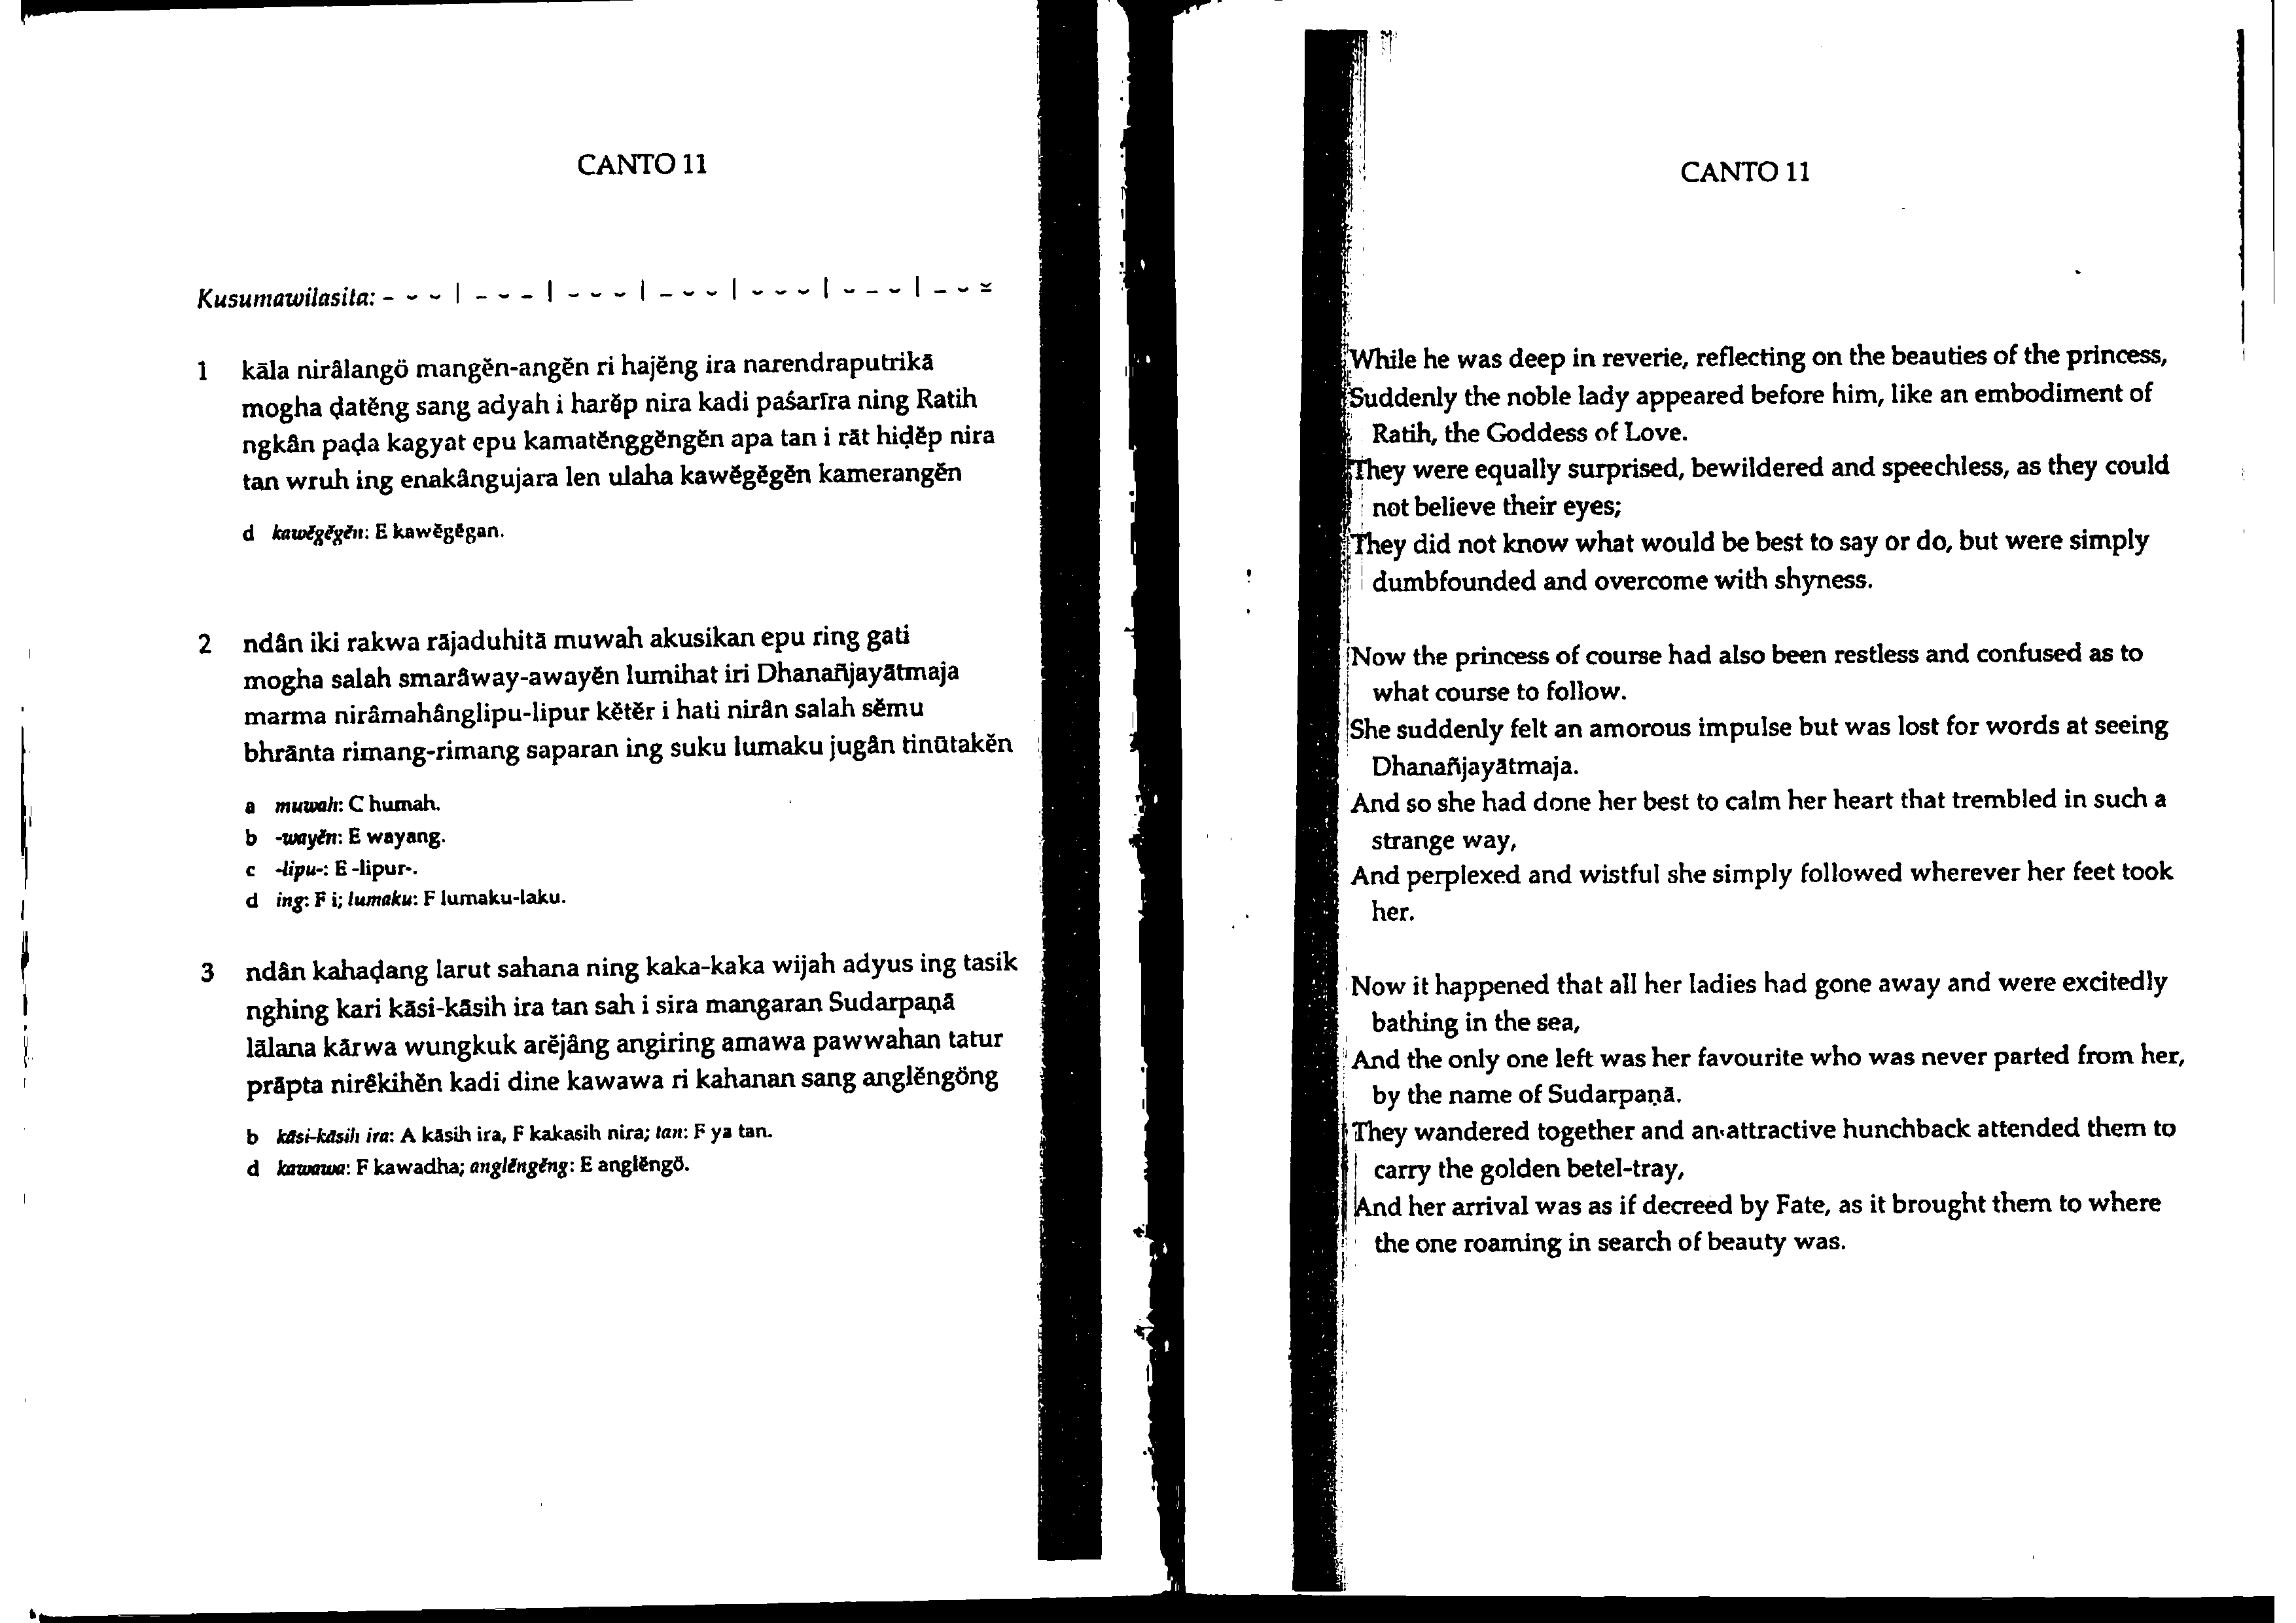 CANTO 11
Kusumawilasita: – ⏑ ⏑ | – ⏑ – | ⏑ ⏑ ⏑ | – ⏑ ⏑ | ⏑ ⏑ ⏑ | ⏑ – ⏑ | – ⏑ ⏓
1 kāla nirâlangö mangĕn-angĕn ri hajĕng ira narendraputrikā
mogha ḍatĕng sang adyah i harĕp nira kadi paśarīra ning Ratih
ngkân paḍa kagyat epu kamatĕnggĕngĕn apa tan i rāt hiḍĕp nira
tan wruh ing enakângujara len ulaha kawĕgĕgĕn kamerangĕn
d kawĕgĕgĕn: E kawĕgĕgan.
2 ndân iki rakwa rājaduhitā muwah akusikan epu ring gati
mogha salah smarâway-awayĕn lumihat iri Dhanañjayātmaja
marma nirâmahânglipu-lipur kĕtĕr i hati nirân salah sĕmu
bhrānta rimang-rimang saparan ing suku lumaku jugân tinūtakĕn
a muwah: C humah.
b -wayĕn: E wayang.
c -lipu-: E -lipur-.
d ing: F i; lumaku: F lumaku-laku.
3 ndân kahaḍang larut sahana ning kaka-kaka wijah adyus ing tasik
nghing kari kāsi-kāsih ira tan sah i sira mangaran Sudarpaṇā
lālana kārwa wungkuk arĕjâng angiring amawa pawwahan tatur
prāpta nirêkihĕn kadi dine kawawa ri kahanan sang anglĕngöng
b kāsi-kāsih ira: A kāsih ira, F kakasih nira; tan: F ya tan.
d kawawa: F kawadha; anglĕngĕng: E anglĕngö.
CANTO 11
While he was deep in reverie, reflecting on the beauties of the princess,
Suddenly the noble lady appeared before him, like an embodiment of
Ratih, the Goddess of Love.
They were equally surprised, bewildered and speechless, as they could
not believe their eyes;
They did not know what would be best to say or do, but were simply
dumbfounded and overcome with shyness.
Now the princess of course had also been restless and confused as to
what course to follow.
She suddenly felt an amorous impulse but was lost for words at seeing
Dhanañjayātmaja.
And so she had done her best to calm her heart that trembled in such a
strange way,
And perplexed and wistful she simply followed wherever her feet took
her.
Now it happened that all her ladies had gone away and were excitedly
bathing in the sea,
And the only one left was her favourite who was never parted from her,
by the name of Sudarpaṇā.
They wandered together and an attractive hunchback attended them to
carry the golden betel-tray,
And her arrival was as if decreed by Fate, as it brought them to where
the one roaming in search of beauty was.